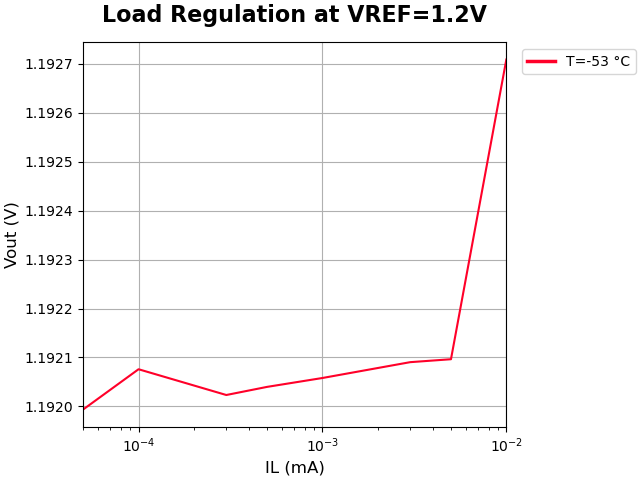 Load Regulation at VREF=1.2V
T=-53 °C
Vout (V)
1.1927
1.1926
1.1925
1.1924
1.1923
1.1922
1.1921
1.1920
10⁻⁴
10⁻³
10⁻²
IL (mA)